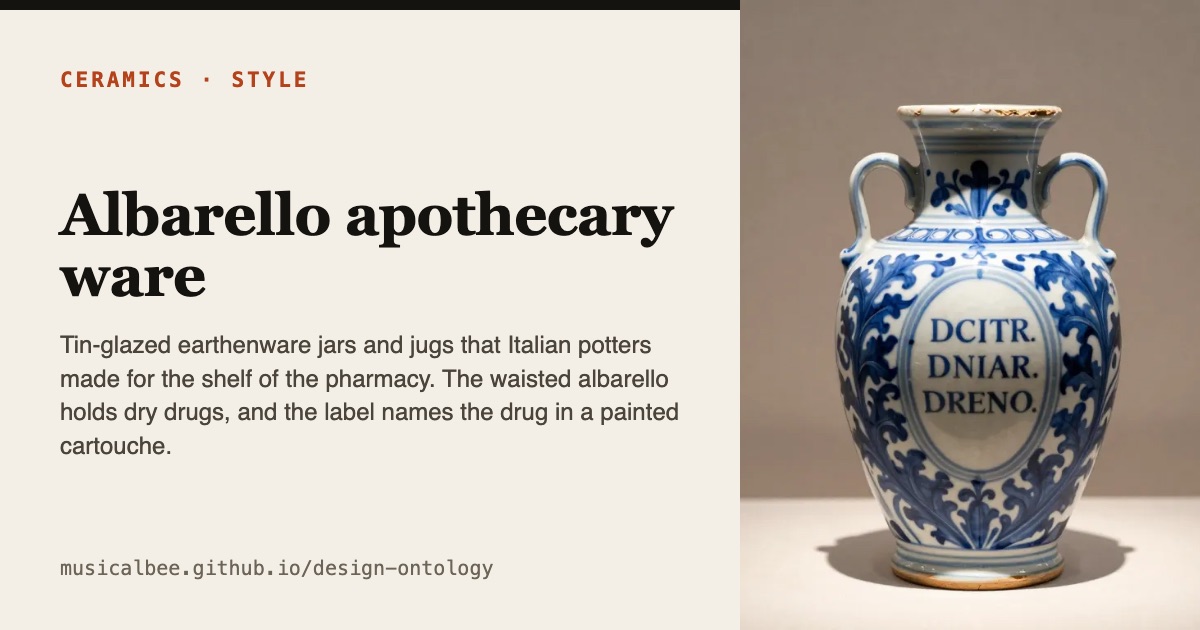 CERAMICS · STYLE
Albarello apothecary
ware
Tin-glazed earthenware jars and jugs that Italian potters
made for the shelf of the pharmacy. The waisted albarello
holds dry drugs, and the label names the drug in a painted
cartouche.
musicalbee.github.io/design-ontology
DCITR.
DNIAR.
DRENO.